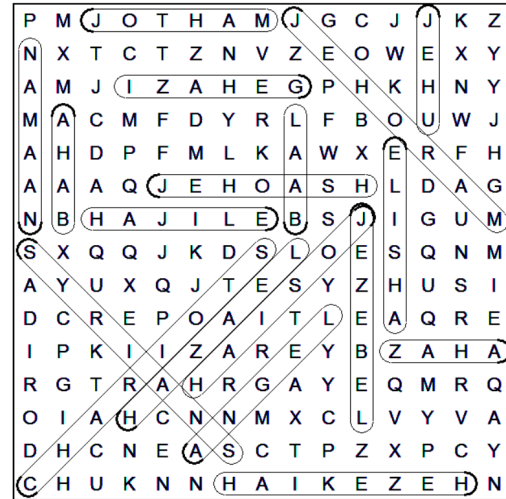 P M J O T H A M J G C J J K Z
N X T C T Z N V Z E O W E X Y
A M J I Z A H E G P H K H N Y
M A C M F D Y R L F B O U W J
A H D P F M L K A W X E R F H
A A A Q J E H O A S H L D A G
N B H A J I L E B S J I G U M
S X Q Q J K D S L O E S Q N M
A Y U X Q J T E S Y Z H U S I
D C R E P O A I T L E A Q R E
I P K I I Z A R E Y B Z A H A
R G T R A H R G A Y E Q M R Q
O I A H C N N M X C L V Y V A
D H C N E A S C T P Z X P C Y
C H U K N N H A I K E Z E H N